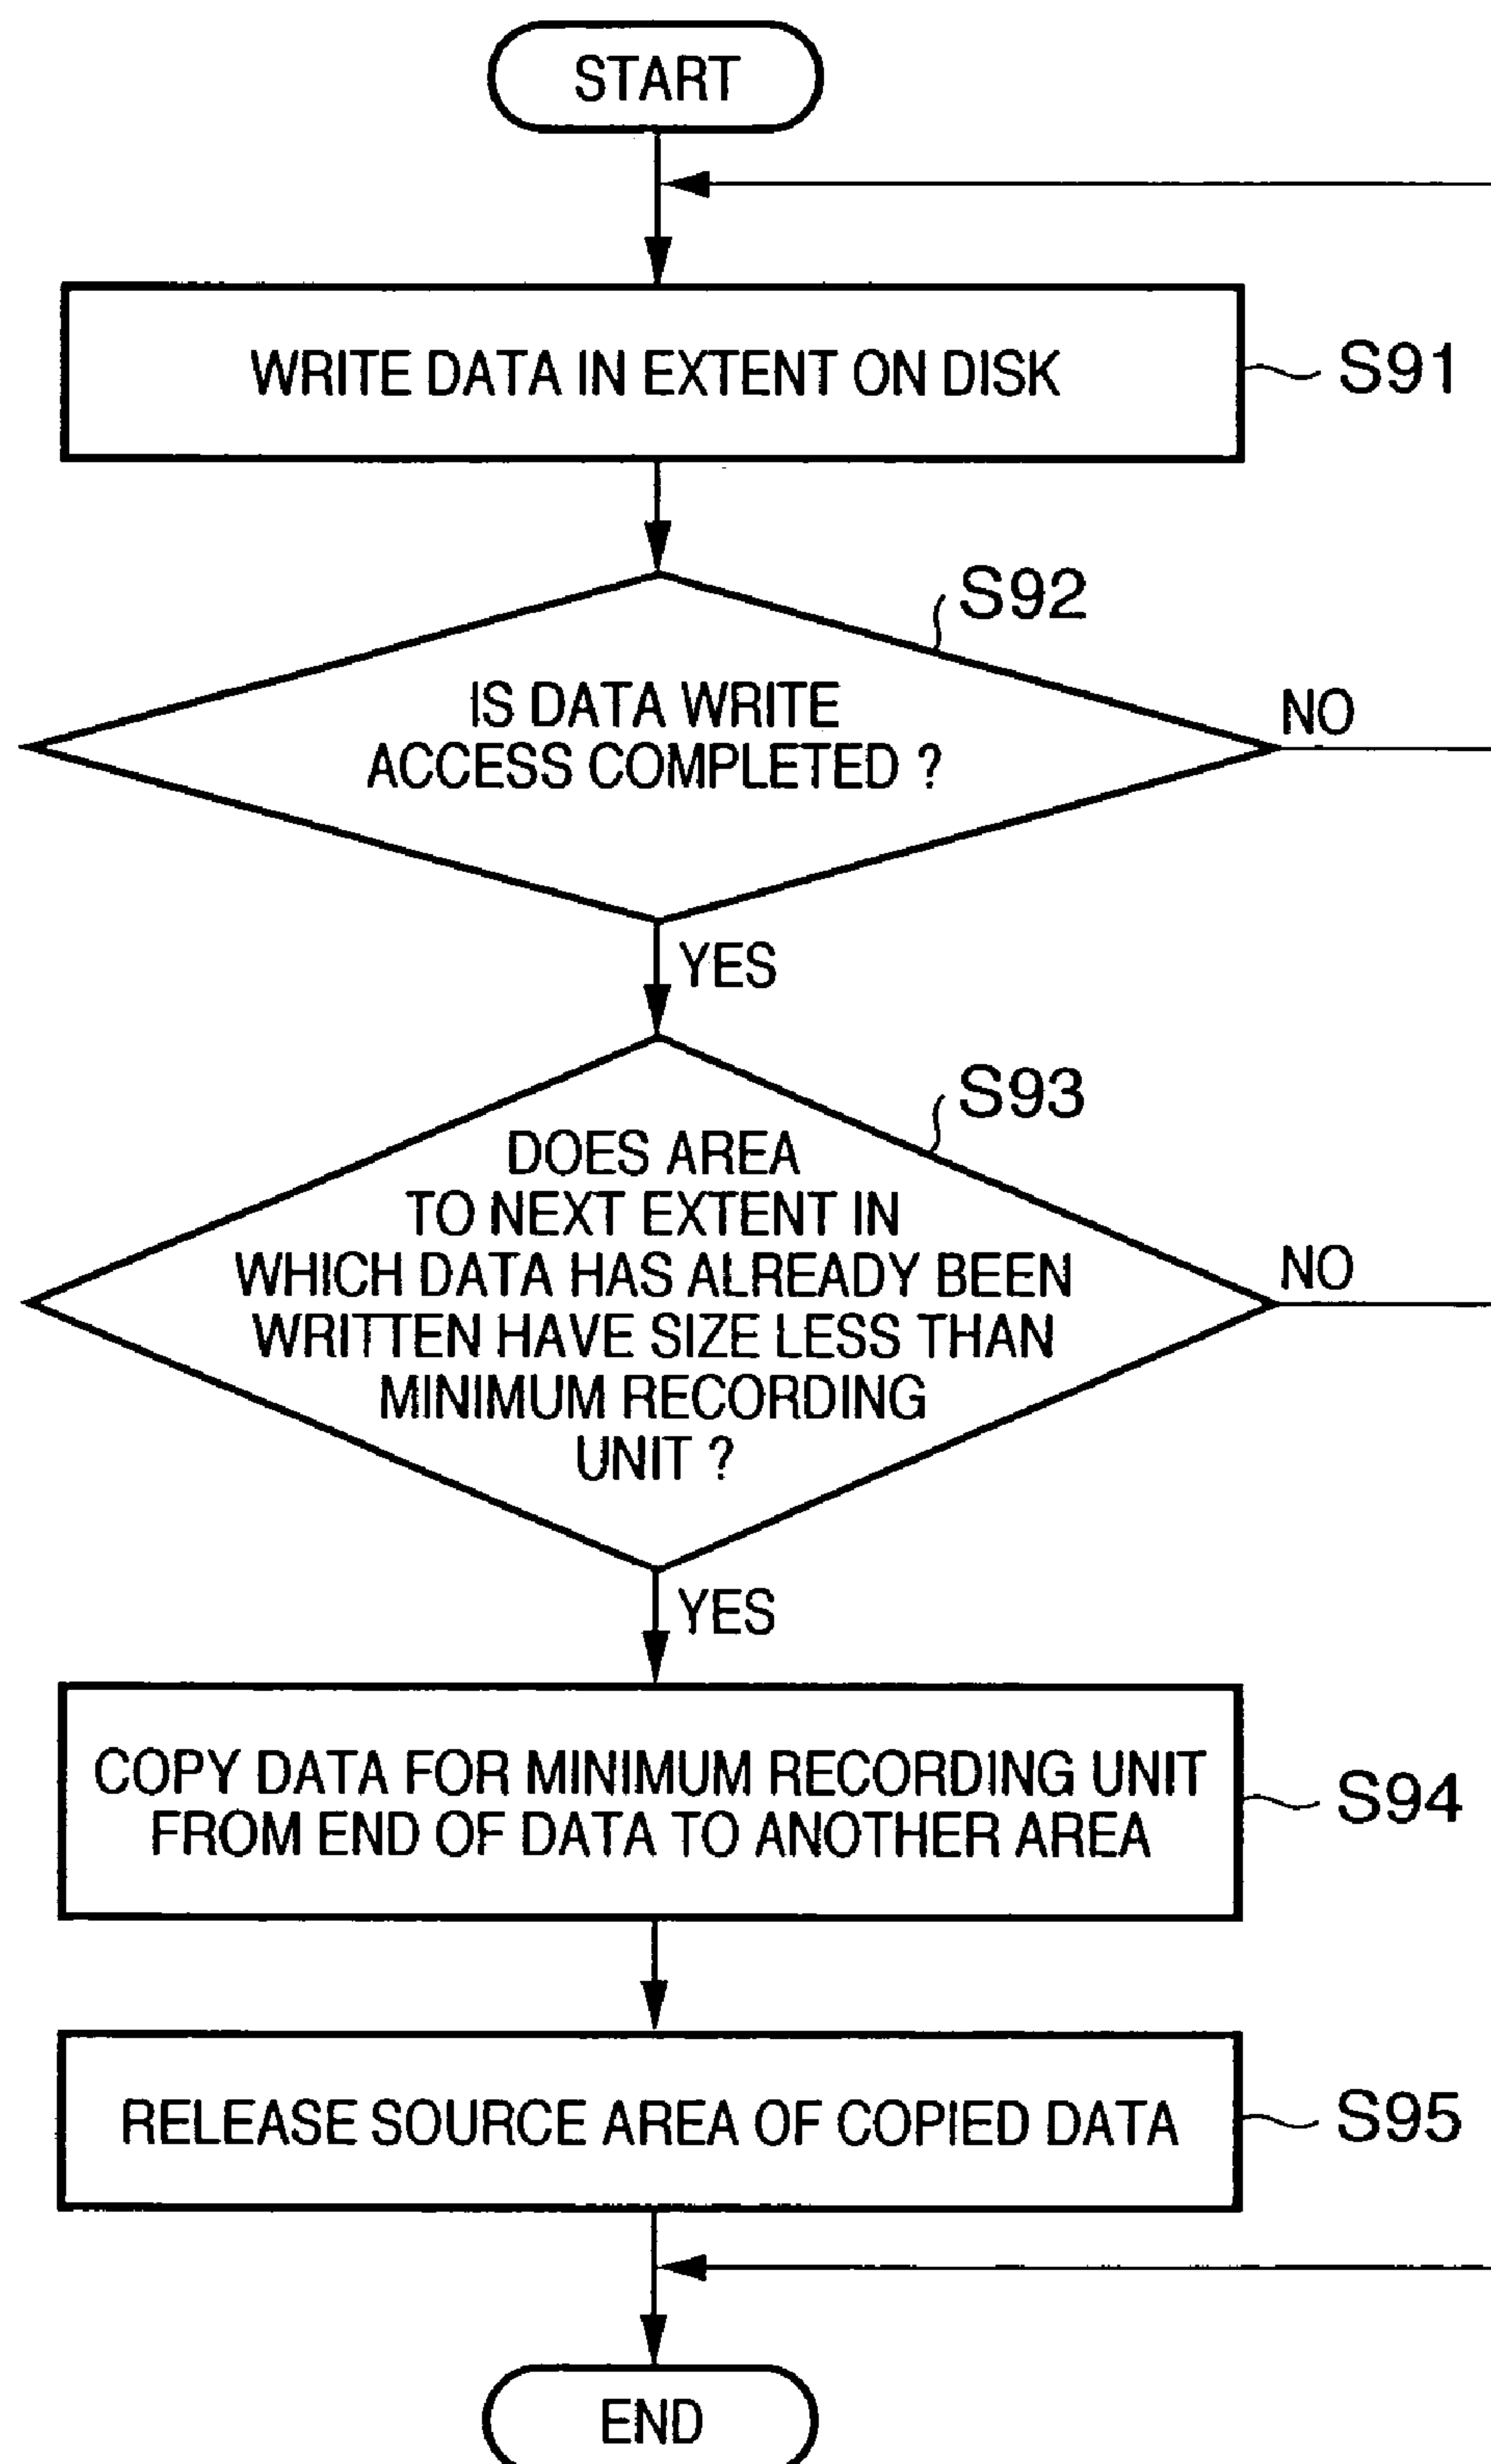 START
WRITE DATA IN EXTENT ON DISK
S91
S92
IS DATA WRITE
ACCESS COMPLETED ?
NO
YES
S93
DOES AREA
TO NEXT EXTENT IN
WHICH DATA HAS ALREADY BEEN
WRITTEN HAVE SIZE LESS THAN
MINIMUM RECORDING
UNIT ?
NO
YES
COPY DATA FOR MINIMUM RECORDING UNIT
FROM END OF DATA TO ANOTHER AREA
S94
RELEASE SOURCE AREA OF COPIED DATA
S95
END